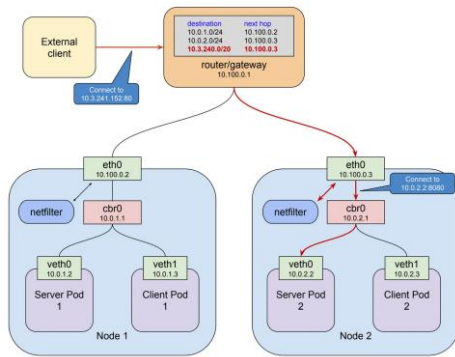 External
client
destination next hop
10.0.1.0/24 10.100.0.2
10.0.2.0/24 10.100.0.3
10.3.240.0/20 10.100.0.3
router/gateway
10.100.0.1
Connect to
10.3.241.152:80
eth0
10.100.0.2
netfilter
cbr0
10.0.1.1
veth0
10.0.1.2
veth1
10.0.1.3
Server Pod
1
Client Pod
1
Node 1
eth0
10.100.0.3
Connect to
10.0.2.2:8080
netfilter
cbr0
10.0.2.1
veth0
10.0.2.2
veth1
10.0.2.3
Server Pod
2
Client Pod
2
Node 2